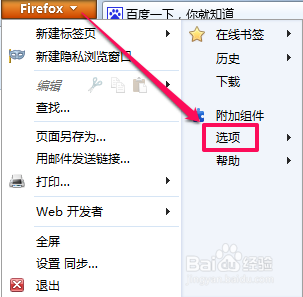 Firefox
百度一下，你就知道
新建标签页
新建隐私浏览窗口
编辑
查找...
页面另存为...
用邮件发送链接...
打印...
Web 开发者
全屏
设置 同步...
退出
在线书签
历史
下载
附加组件
选项
帮助
Baidu 经验